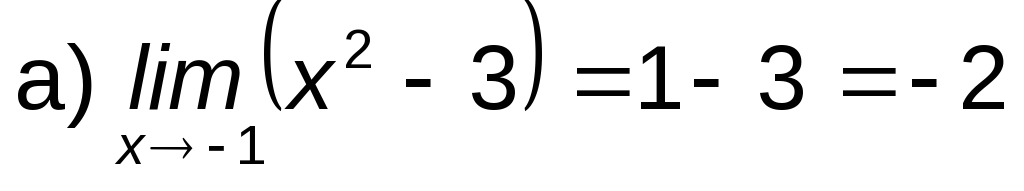 а) lim (x² - 3) =1- 3 =- 2
x→ -1